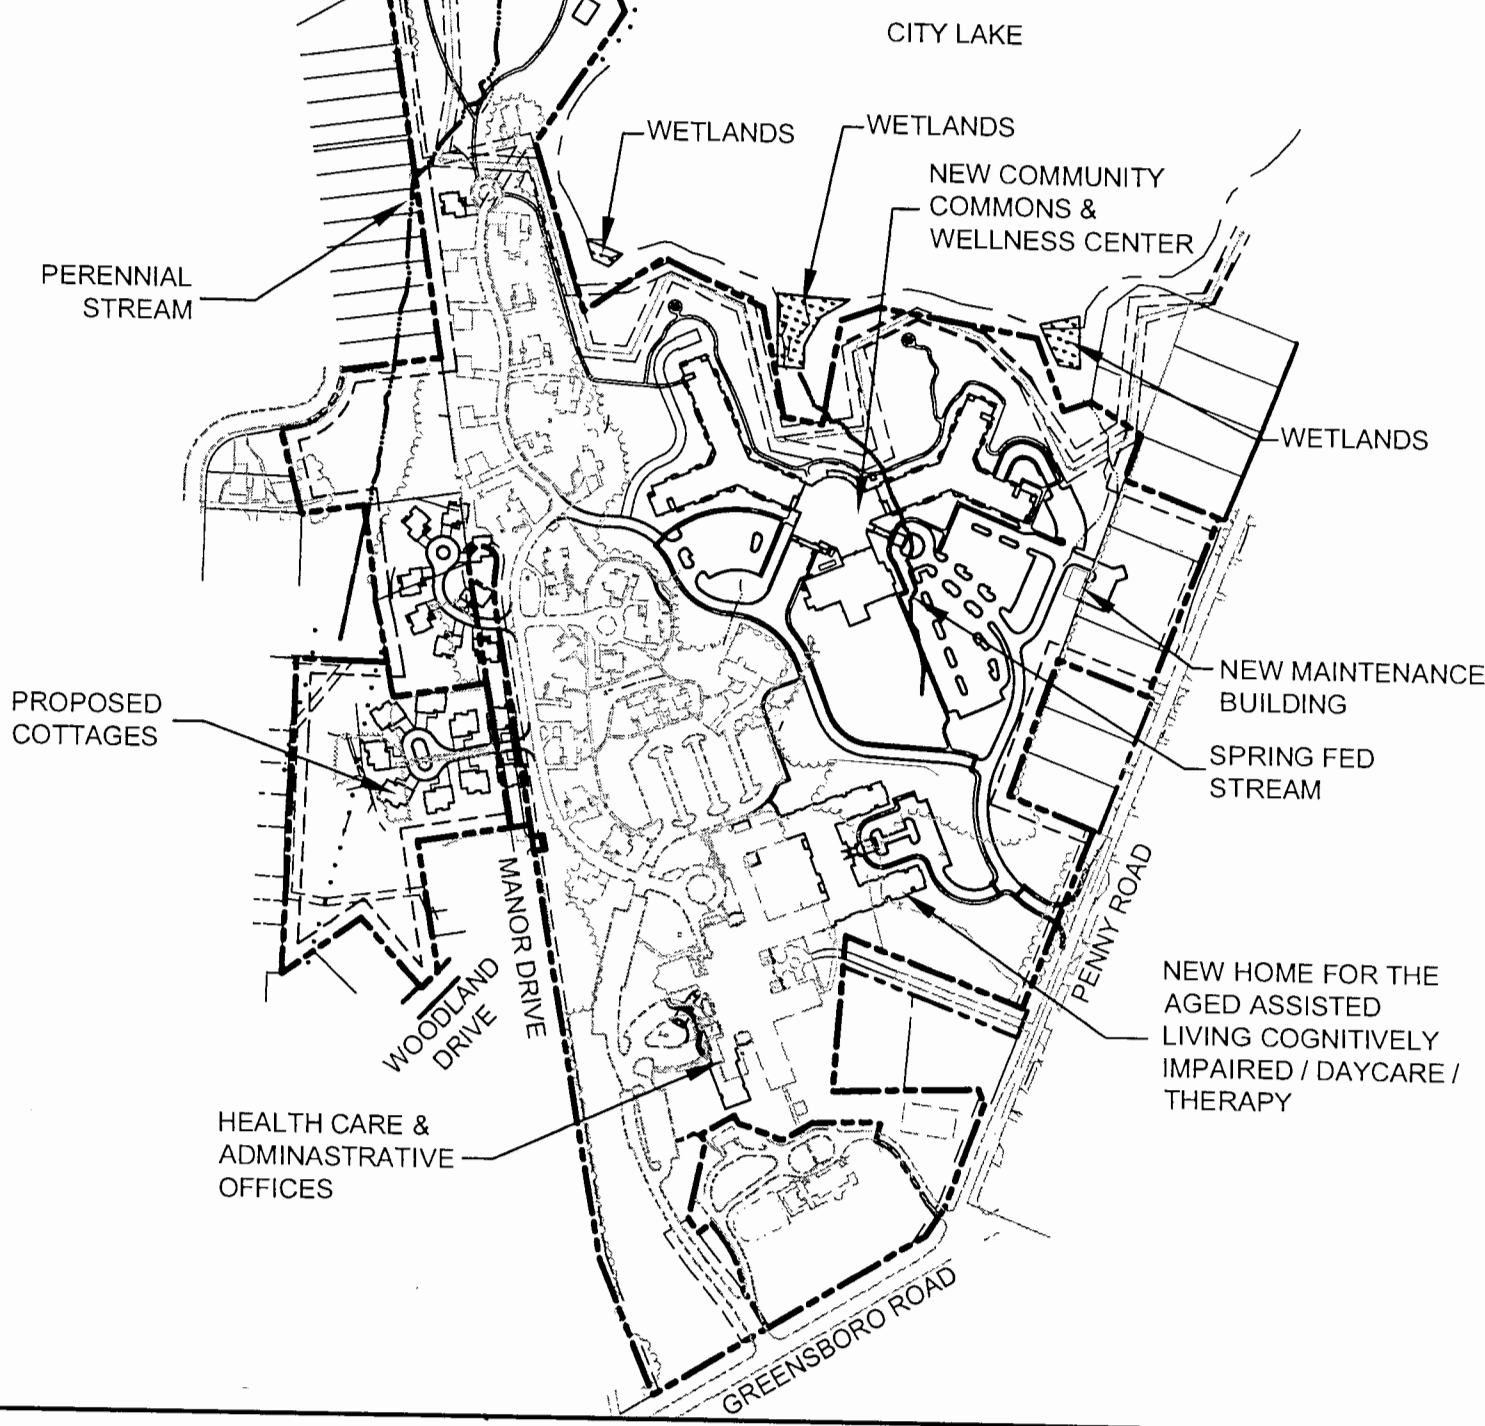 CITY LAKE
WETLANDS
WETLANDS
NEW COMMUNITY
COMMONS &
WELLNESS CENTER
PERENNIAL
STREAM
WETLANDS
NEW MAINTENANCE
BUILDING
PROPOSED
COTTAGES
SPRING FED
STREAM
MANOR DRIVE
PENNY ROAD
WOODLAND
DRIVE
NEW HOME FOR THE
AGED ASSISTED
LIVING COGNITIVELY
IMPAIRED / DAYCARE /
THERAPY
HEALTH CARE &
ADMINASTRATIVE
OFFICES
GREENSBORO ROAD